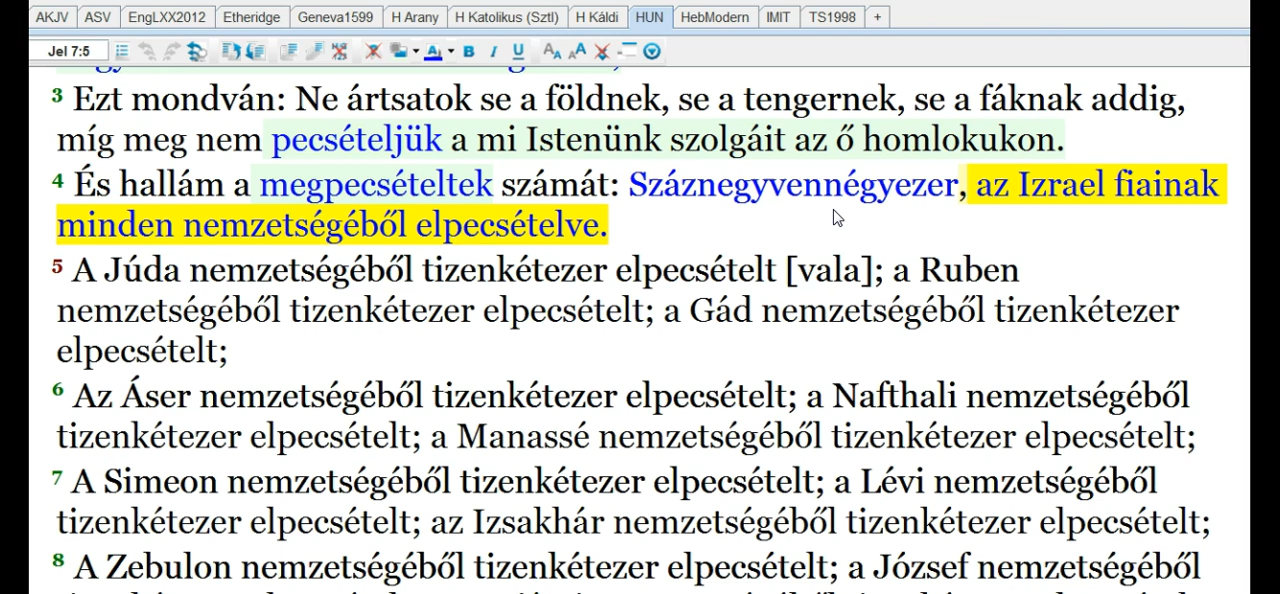 AKJV ASV EngLXX2012 Etheridge Geneva1599 H Arany H Katolikus (Sztl) H Káldi HUN HebModern IMIT TS1998 +
Jel 7:5
3 Ezt mondván: Ne ártsatok se a földnek, se a tengernek, se a fáknak addig,
míg meg nem pecsételjük a mi Istenünk szolgáit az ő homlokukon.
4 És hallám a megpecsételtek számát: Száznegyvennégyezer, az Izrael fiainak
minden nemzetségéből elpecsételve.
5 A Júda nemzetségéből tizenkétezer elpecsételt [vala]; a Ruben
nemzetségéből tizenkétezer elpecsételt; a Gád nemzetségéből tizenkétezer
elpecsételt;
6 Az Áser nemzetségéből tizenkétezer elpecsételt; a Nafthali nemzetségéből
tizenkétezer elpecsételt; a Manassé nemzetségéből tizenkétezer elpecsételt;
7 A Simeon nemzetségéből tizenkétezer elpecsételt; a Lévi nemzetségéből
tizenkétezer elpecsételt; az Izsakhár nemzetségéből tizenkétezer elpecsételt;
8 A Zebulon nemzetségéből tizenkétezer elpecsételt; a József nemzetségéből